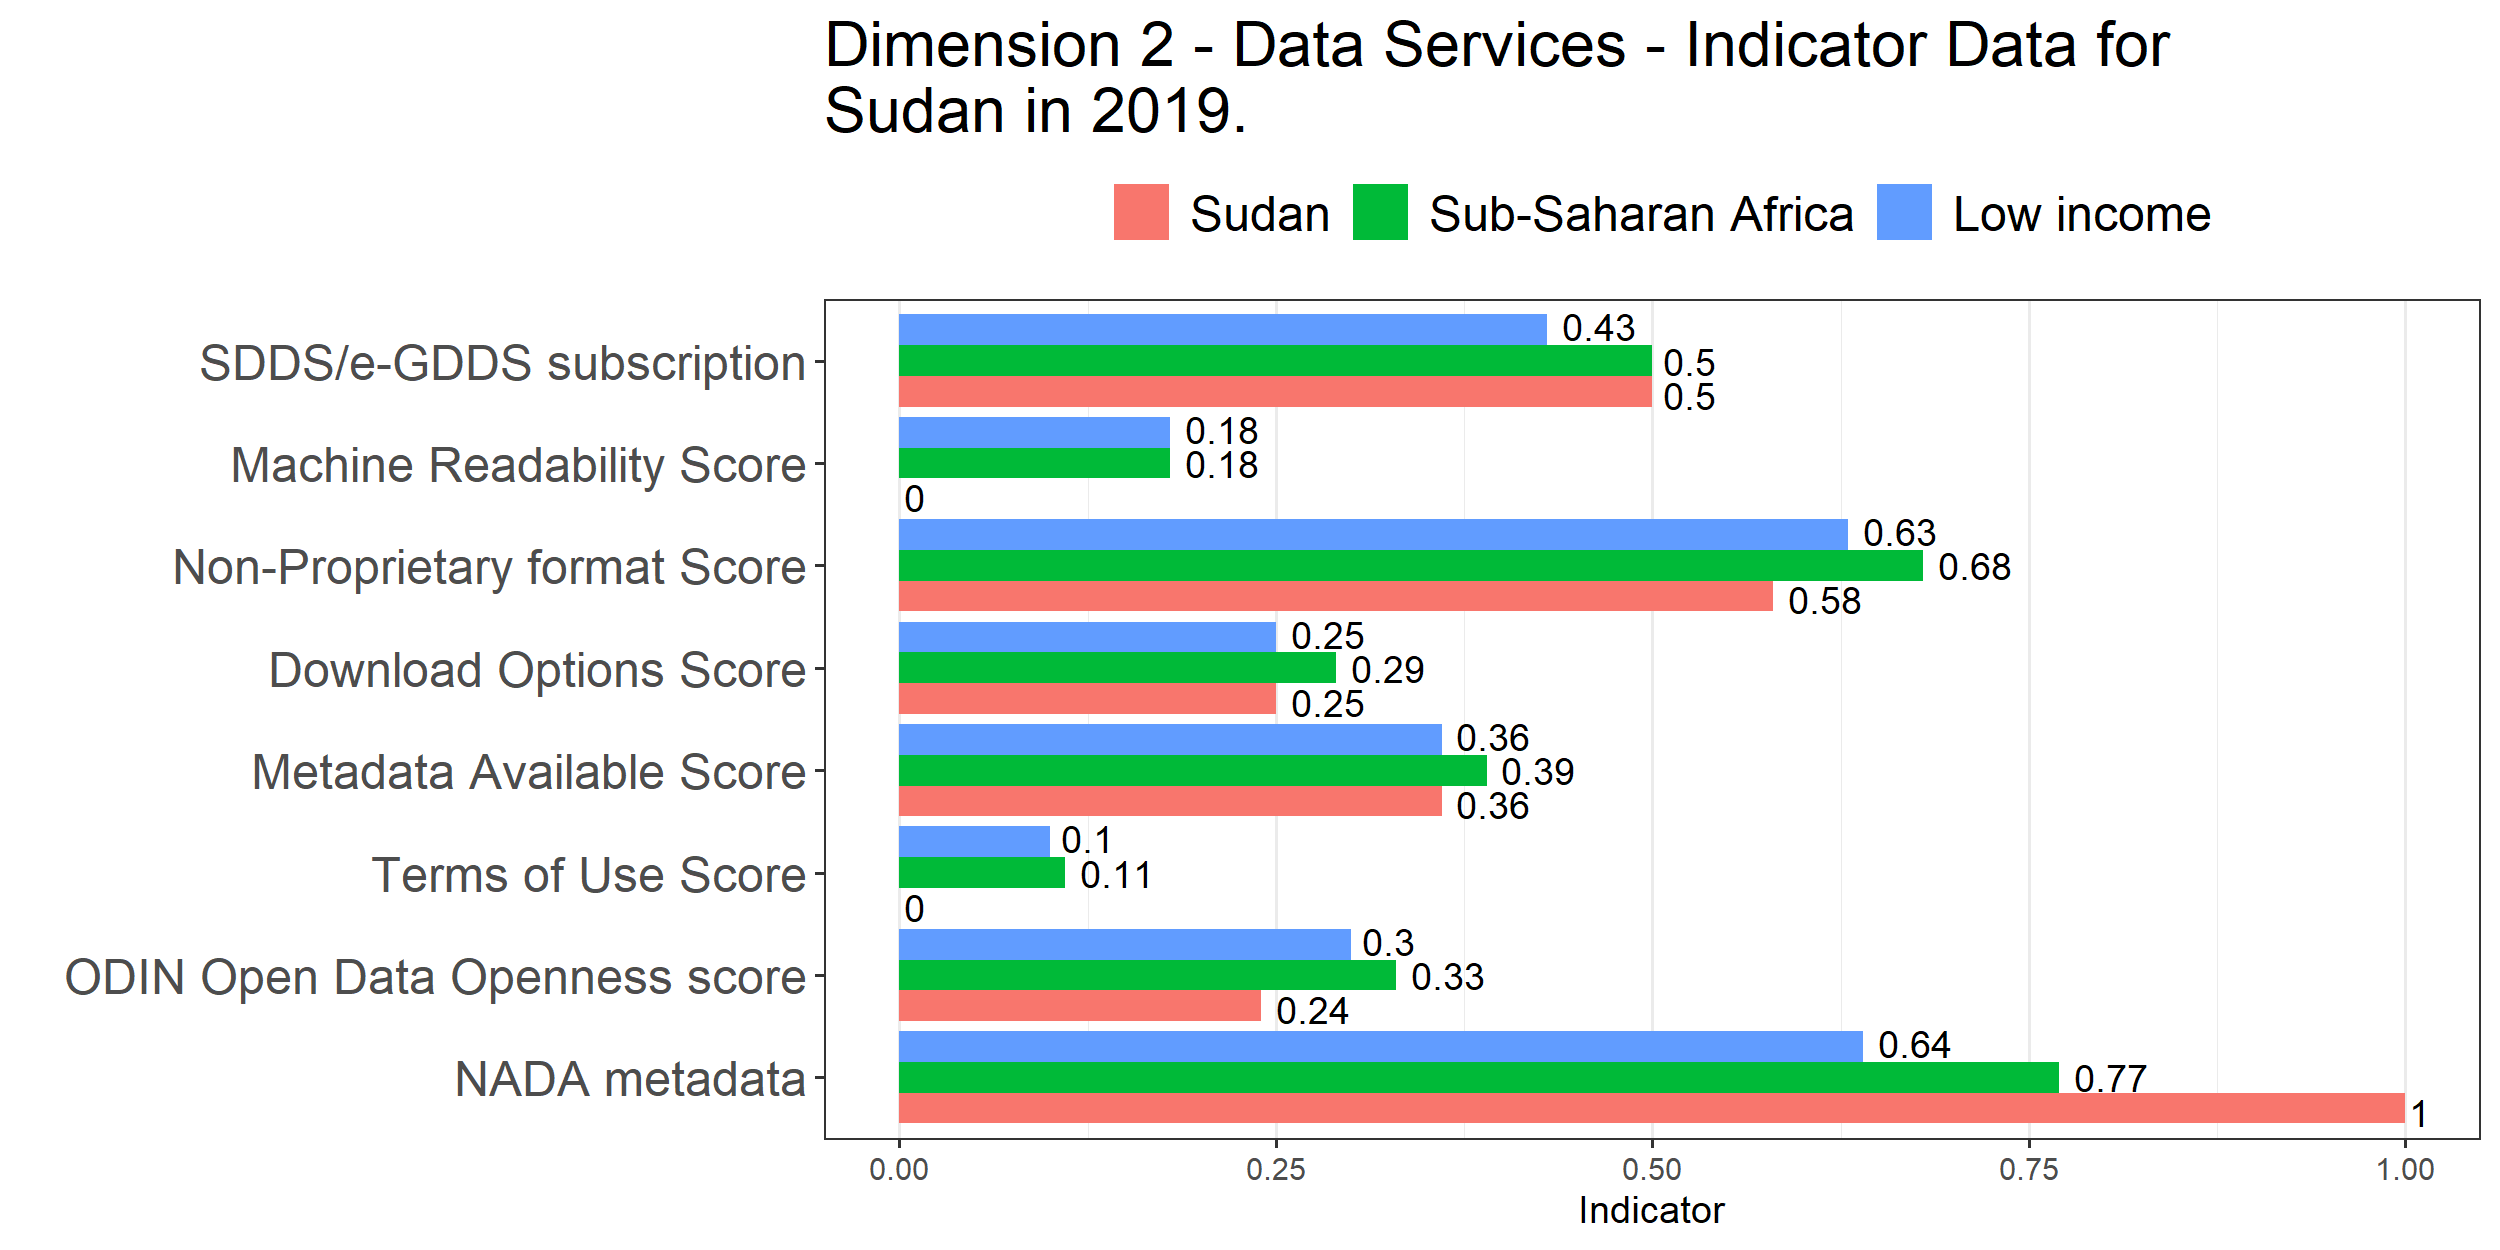 Dimension 2 - Data Services - Indicator Data for
Sudan in 2019.
Sudan Sub-Saharan Africa Low income
SDDS/e-GDDS subscription
0.43
0.5
0.5
Machine Readability Score
0.18
0.18
0
Non-Proprietary format Score
0.63
0.68
0.58
Download Options Score
0.25
0.29
0.25
Metadata Available Score
0.36
0.39
0.36
Terms of Use Score
0.1
0.11
0
ODIN Open Data Openness score
0.3
0.33
0.24
NADA metadata
0.64
0.77
1
0.00 0.25 0.50 0.75 1.00
Indicator